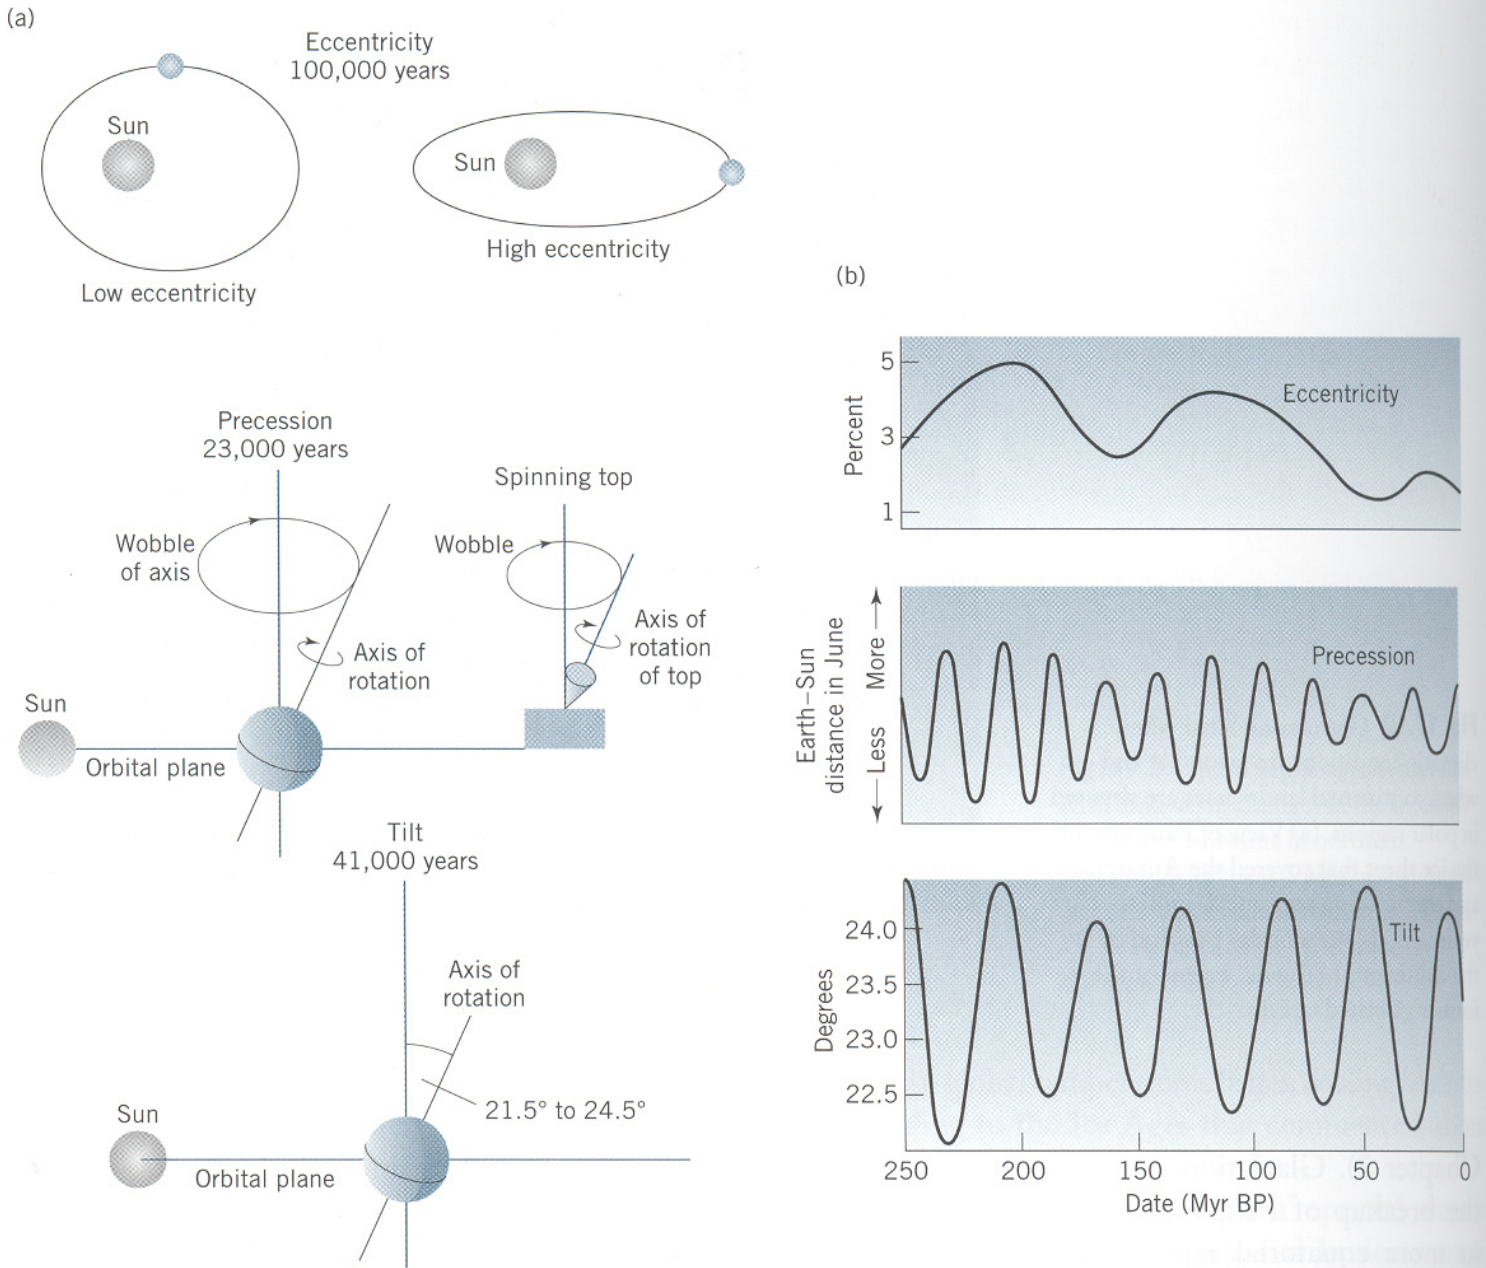 (a)
Eccentricity
100,000 years
Sun
Sun
High eccentricity
Low eccentricity
Precession
23,000 years
Spinning top
Wobble
of axis
Wobble
Axis of
rotation
Axis of
rotation
of top
Sun
Orbital plane
Tilt
41,000 years
Axis of
rotation
21.5° to 24.5°
Sun
Orbital plane
(b)
5
3
1
Percent
Eccentricity
Earth–Sun
distance in June
Less
More
Precession
24.0
23.5
23.0
22.5
Degrees
Tilt
250
200
150
100
50
0
Date (Myr BP)